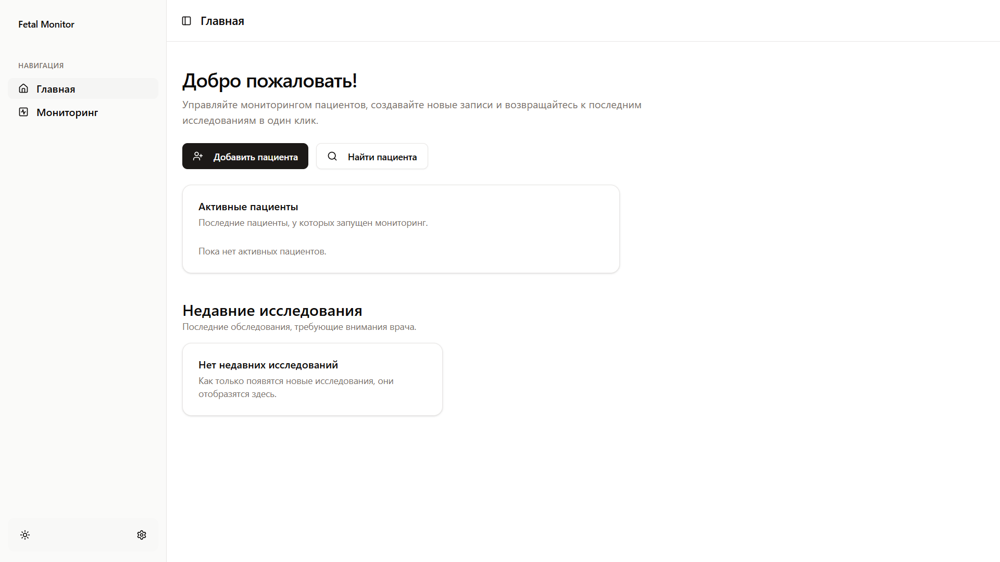 Fetal Monitor
НАВИГАЦИЯ
Главная
Мониторинг
Главная
Добро пожаловать!
Управляйте мониторингом пациентов, создавайте новые записи и возвращайтесь к последним
исследованиям в один клик.
Добавить пациента
Найти пациента
Активные пациенты
Последние пациенты, у которых запущен мониторинг.
Пока нет активных пациентов.
Недавние исследования
Последние обследования, требующие внимания врача.
Нет недавних исследований
Как только появятся новые исследования, они
отобразятся здесь.